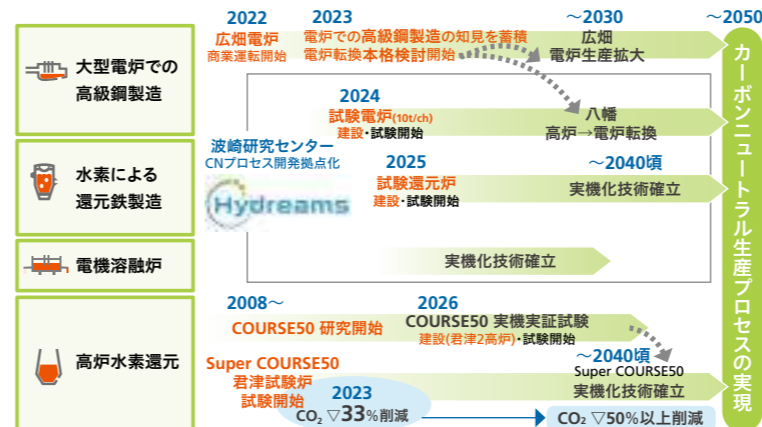 2022
2023
～2030
～2050
広畑電炉
商業運転開始
電炉での高級鋼製造の知見を蓄積
電炉転換本格検討開始
広畑
電炉生産拡大
大型電炉での
高級鋼製造
2024
試験電炉(10t/ch)
建設・試験開始
八幡
高炉→電炉転換
波崎研究センター
CNプロセス開発拠点化
Hydreams
水素による
還元鉄製造
2025
試験還元炉
建設・試験開始
～2040頃
実機化技術確立
電機溶融炉
実機化技術確立
高炉水素還元
2008～
COURSE50 研究開始
2026
COURSE50 実機実証試験
建設(君津2高炉)・試験開始
Super COURSE50
君津試験炉
試験開始
2023
CO₂ ▽33%削減
～2040頃
Super COURSE50
実機化技術確立
CO₂ ▽50%以上削減
カーボンニュートラル生産プロセスの実現